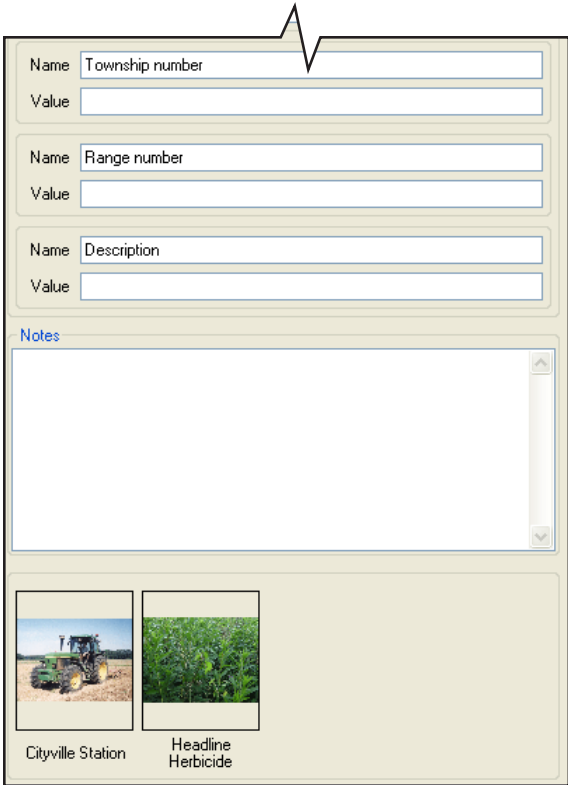 Name Township number
Value
Name Range number
Value
Name Description
Value
Notes
Cityville Station
Headline
Herbicide